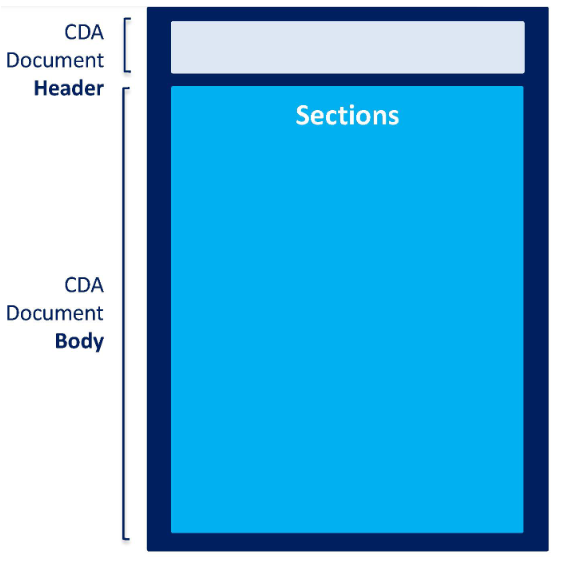 CDA
Document
Header
Sections
CDA
Document
Body